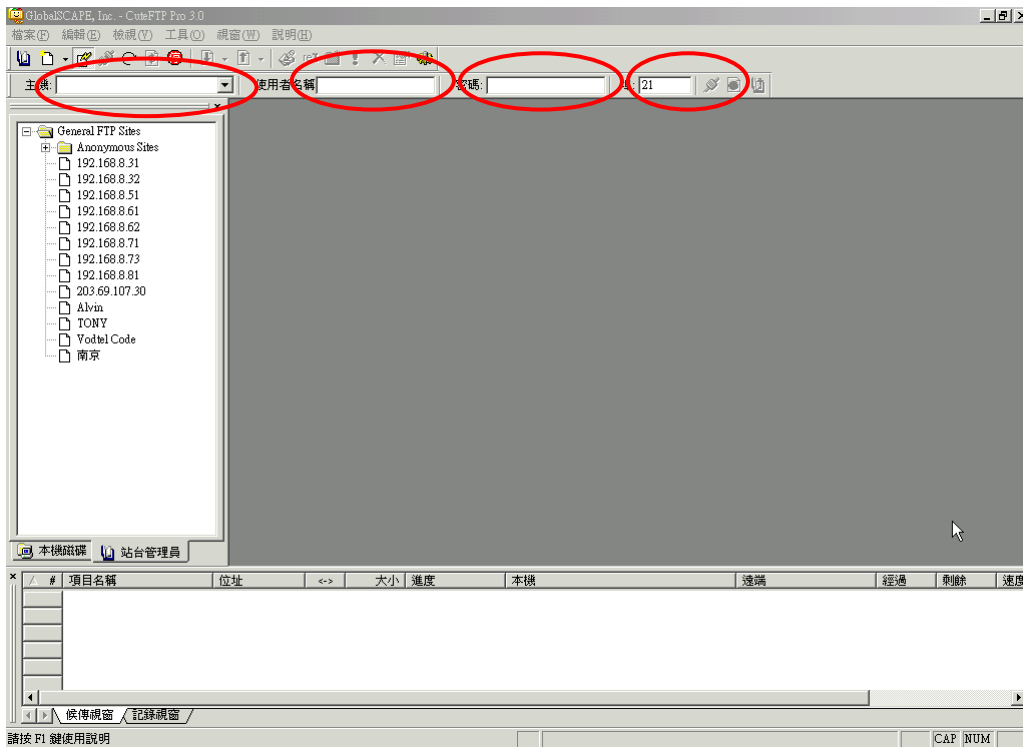 GlobalSCAPE, Inc. - CuteFTP Pro 3.0
檔案(F) 編輯(E) 檢視(V) 工具(O) 視窗(W) 說明(H)
主機: 使用者名稱 密碼: 21
General FTP Sites
Anonymous Sites
192.168.8.31
192.168.8.32
192.168.8.51
192.168.8.61
192.168.8.62
192.168.8.71
192.168.8.73
192.168.8.81
203.69.107.30
Alvin
TONY
Vodtel Code
南京
本機磁碟 站台管理員
# 項目名稱 位址 <-> 大小 進度 本機 遠端 經過 剩餘 速度
候傳視窗 記錄視窗
請按 F1 鍵使用說明 CAP NUM